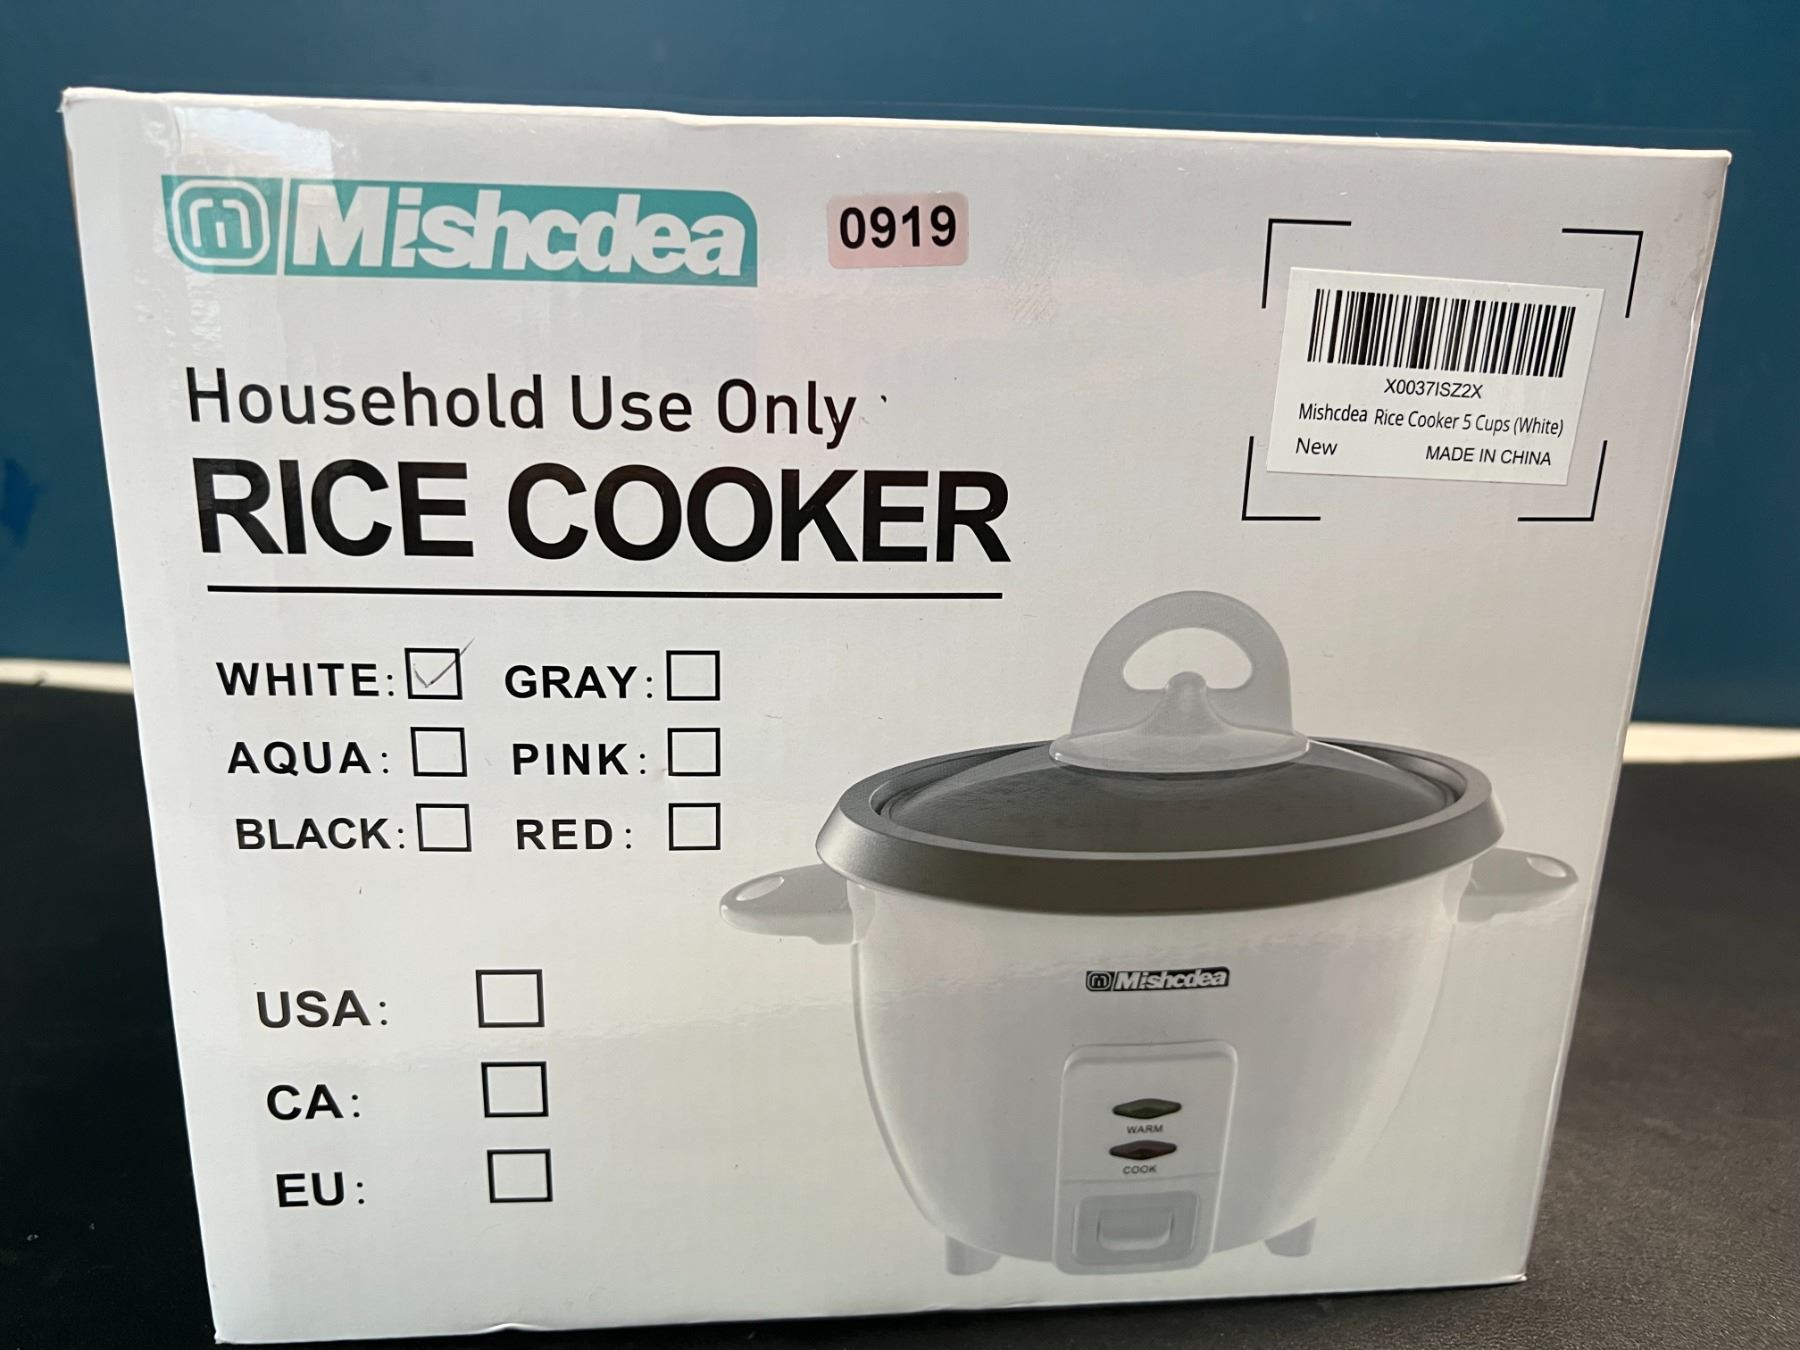 Mishcdea
0919
X0037ISZ2X
Mishcdea Rice Cooker 5 Cups (White)
New MADE IN CHINA
Household Use Only
RICE COOKER
WHITE: GRAY:
AQUA: PINK:
BLACK: RED:
USA:
CA:
EU:
Mishcdea
WARM
COOK